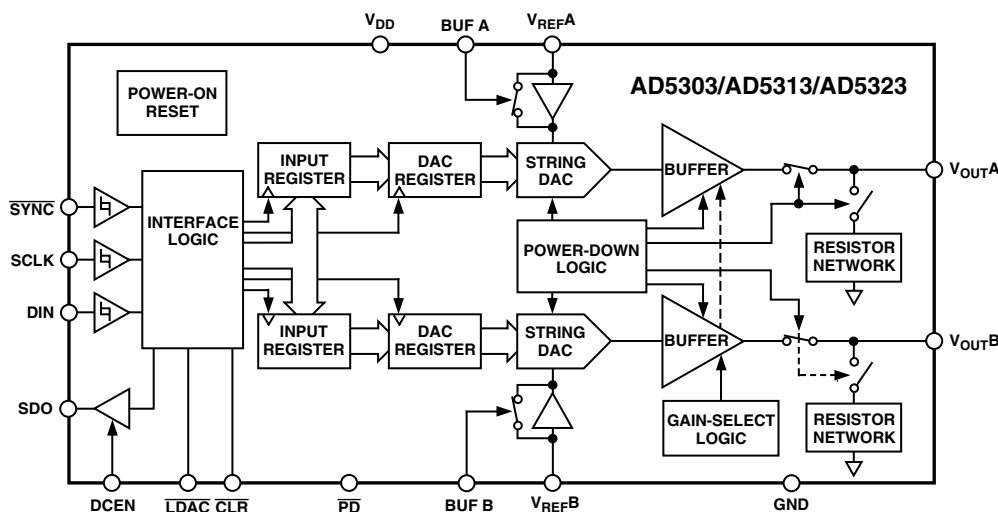 VDD
BUF A
VREFA
POWER-ON
RESET
AD5303/AD5313/AD5323
INPUT
REGISTER
DAC
REGISTER
STRING
DAC
BUFFER
VOUTA
SYNC
INTERFACE
LOGIC
SCLK
POWER-DOWN
LOGIC
RESISTOR
NETWORK
DIN
INPUT
REGISTER
DAC
REGISTER
STRING
DAC
BUFFER
VOUTB
SDO
GAIN-SELECT
LOGIC
RESISTOR
NETWORK
DCEN
LDAC
CLR
PD
BUF B
VREFB
GND